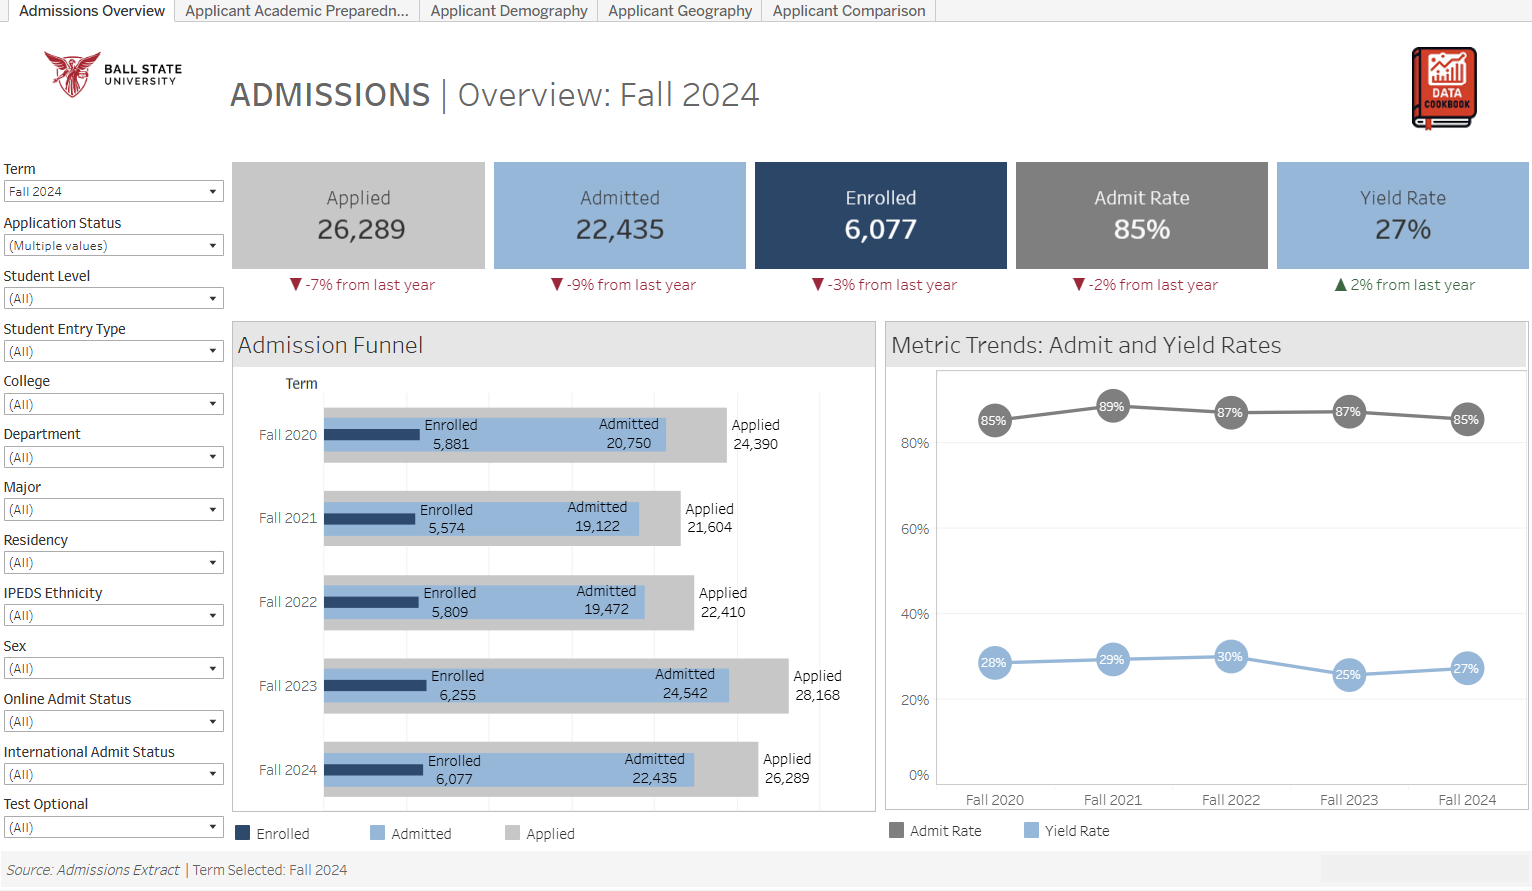 Admissions Overview
Applicant Academic Preparedn...
Applicant Demography
Applicant Geography
Applicant Comparison
BALL STATE
UNIVERSITY
ADMISSIONS | Overview: Fall 2024
DATA
COOKBOOK
Term
Fall 2024
Application Status
(Multiple values)
Student Level
(All)
Student Entry Type
(All)
College
(All)
Department
(All)
Major
(All)
Residency
(All)
IPEDS Ethnicity
(All)
Sex
(All)
Online Admit Status
(All)
International Admit Status
(All)
Test Optional
(All)
Applied
26,289
▼ -7% from last year
Admitted
22,435
▼ -9% from last year
Enrolled
6,077
▼ -3% from last year
Admit Rate
85%
▼ -2% from last year
Yield Rate
27%
▲ 2% from last year
Admission Funnel
Term
Fall 2020
Enrolled
5,881
Admitted
20,750
Applied
24,390
Fall 2021
Enrolled
5,574
Admitted
19,122
Applied
21,604
Fall 2022
Enrolled
5,809
Admitted
19,472
Applied
22,410
Fall 2023
Enrolled
6,255
Admitted
24,542
Applied
28,168
Fall 2024
Enrolled
6,077
Admitted
22,435
Applied
26,289
Enrolled
Admitted
Applied
Metric Trends: Admit and Yield Rates
80%
60%
40%
20%
0%
85%
89%
87%
87%
85%
28%
29%
30%
25%
27%
Fall 2020
Fall 2021
Fall 2022
Fall 2023
Fall 2024
Admit Rate
Yield Rate
Source: Admissions Extract | Term Selected: Fall 2024